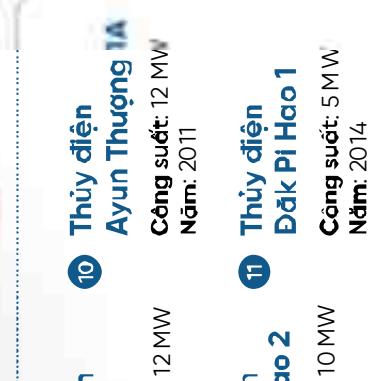 10 Thủy điện
Ayun Thượng 1A
Công suất: 12 MW
Năm: 2011
11 Thủy điện
Đăk Pi Hao 1
Công suất: 5 MW
Năm: 2014
12 MW
ao 2
10 MW